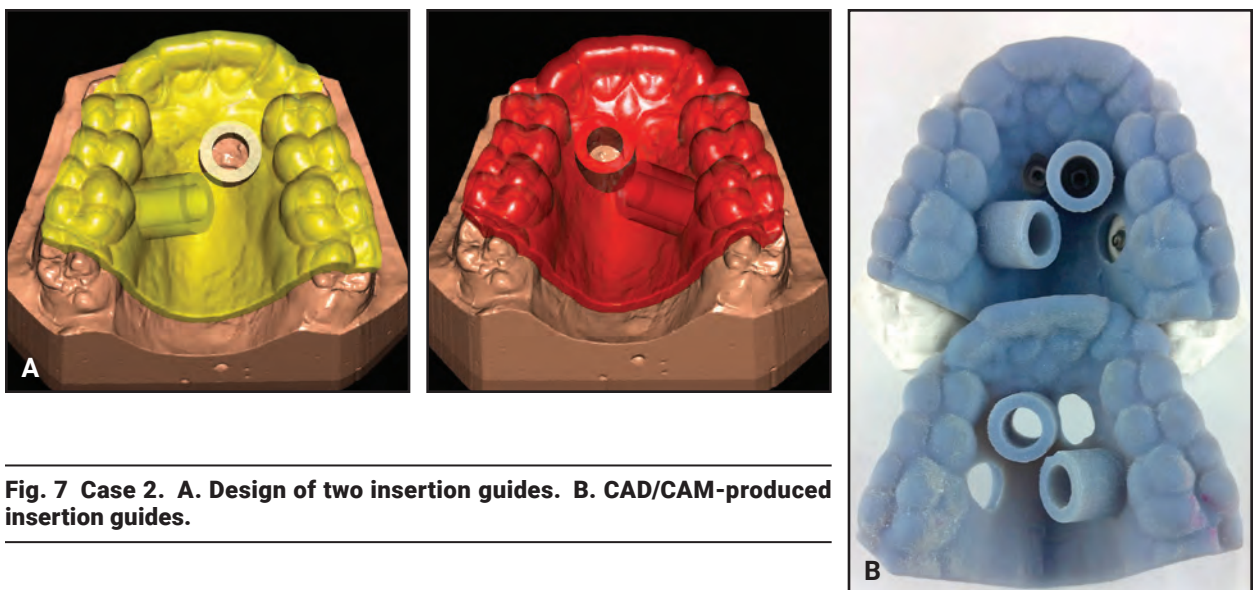 A
B
Fig. 7 Case 2. A. Design of two insertion guides. B. CAD/CAM-produced
insertion guides.